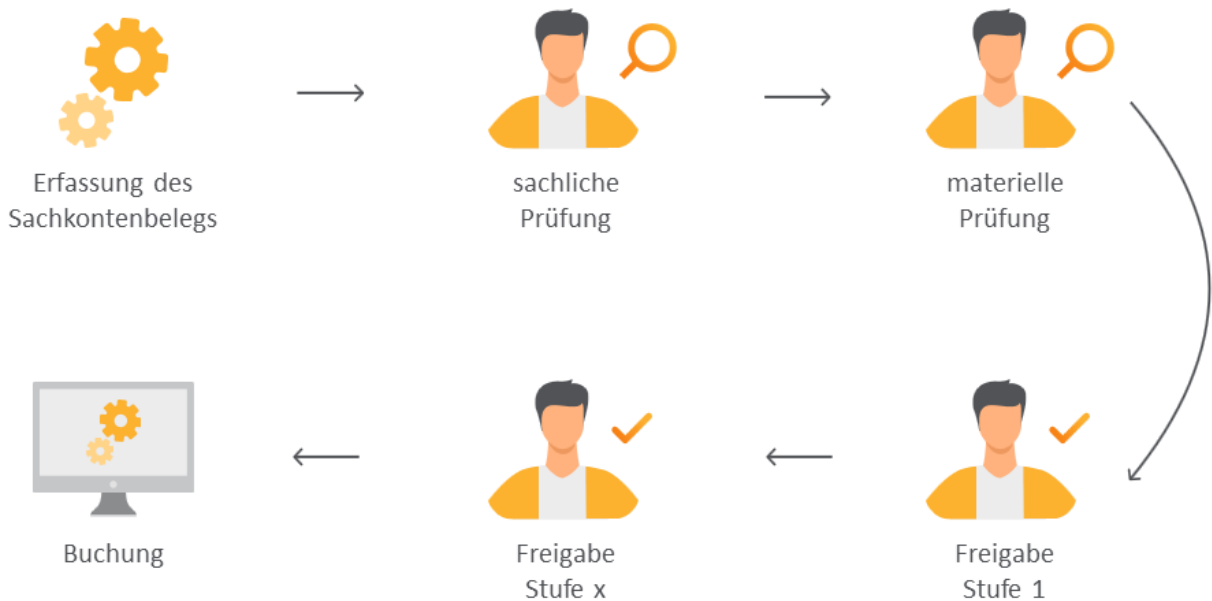 Erfassung des
Sachkontenbelegs
sachliche
Prüfung
materielle
Prüfung
Buchung
Freigabe
Stufe x
Freigabe
Stufe 1